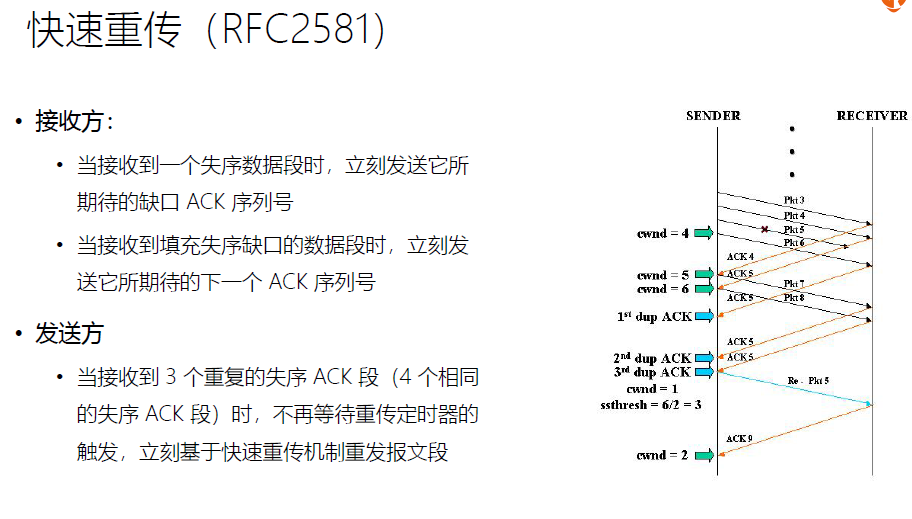 快速重传（RFC2581）
• 接收方：
• 当接收到一个失序数据段时，立刻发送它所
期待的缺口 ACK 序列号
• 当接收到填充失序缺口的数据段时，立刻发
送它所期待的下一个 ACK 序列号
• 发送方
• 当接收到 3 个重复的失序 ACK 段（4 个相同
的失序 ACK 段）时，不再等待重传定时器的
触发，立刻基于快速重传机制重发报文段
SENDER
RECEIVER
Pkt 3
Pkt 4
Pkt 5
Pkt 6
cwnd = 4
ACK 4
cwnd = 5
ACK 5
cwnd = 6
Pkt 7
ACK 5
Pkt 8
1st dup ACK
ACK 5
2nd dup ACK
ACK 5
3rd dup ACK
Re - Pkt 5
cwnd = 1
ssthresh = 6/2 = 3
ACK 9
cwnd = 2